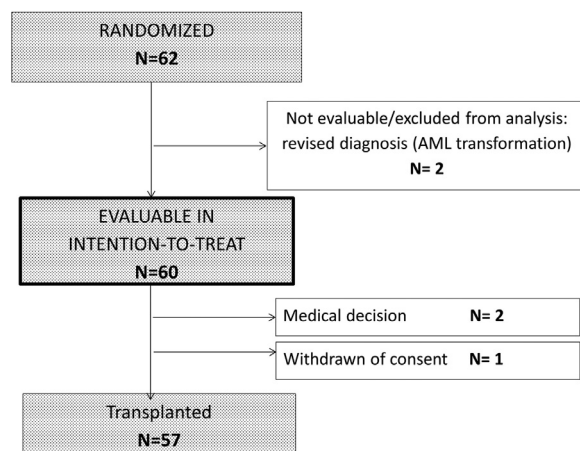 RANDOMIZED
N=62
Not evaluable/excluded from analysis:
revised diagnosis (AML transformation)
N= 2
EVALUABLE IN
INTENTION-TO-TREAT
N=60
Medical decision N= 2
Withdrawn of consent N= 1
Transplanted
N=57